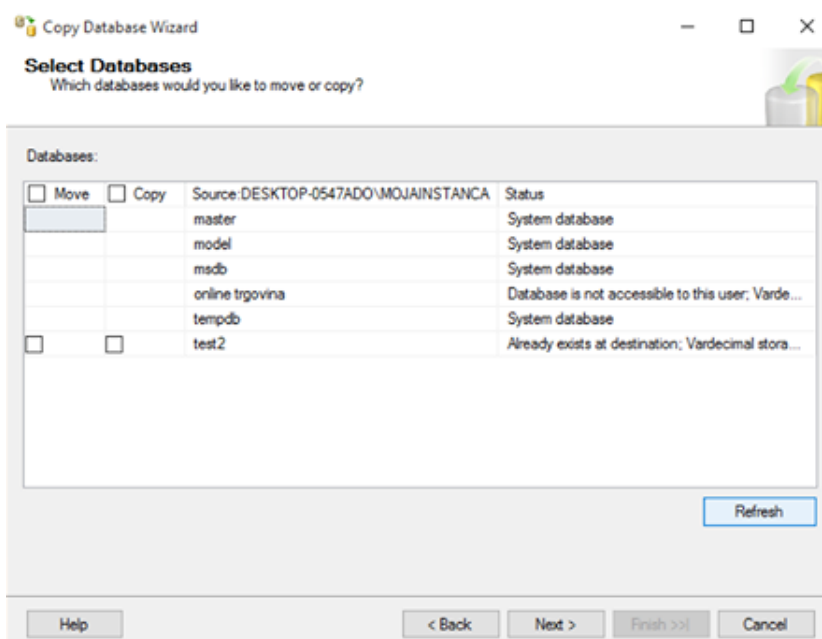 Copy Database Wizard
Select Databases
Which databases would you like to move or copy?
Databases:
Move Copy Source:DESKTOP-0547ADO\MOJAINSTANCA Status
master System database
model System database
msdb System database
online trgovina Database is not accessible to this user; Varde...
tempdb System database
test2 Already exists at destination; Vardecimal stora...
Refresh
Help < Back Next > Finish >>| Cancel